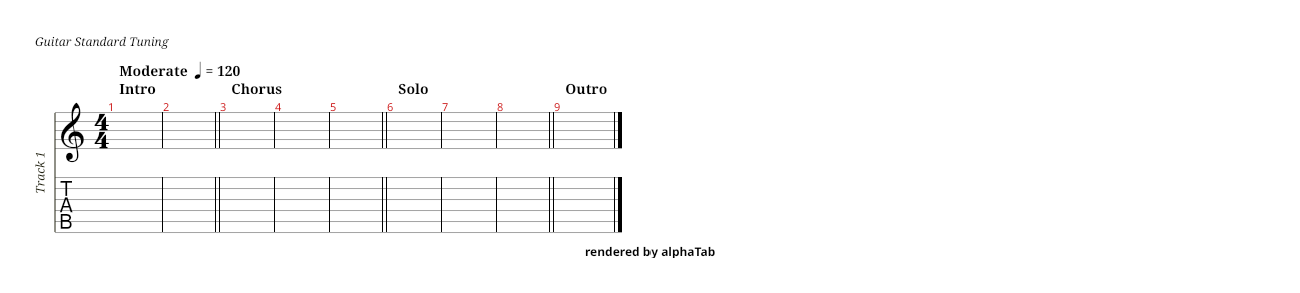 Guitar Standard Tuning
Moderate ♩ = 120
Intro Chorus Solo Outro
1 2 3 4 5 6 7 8 9
4
4
Track 1
T
A
B
rendered by alphaTab